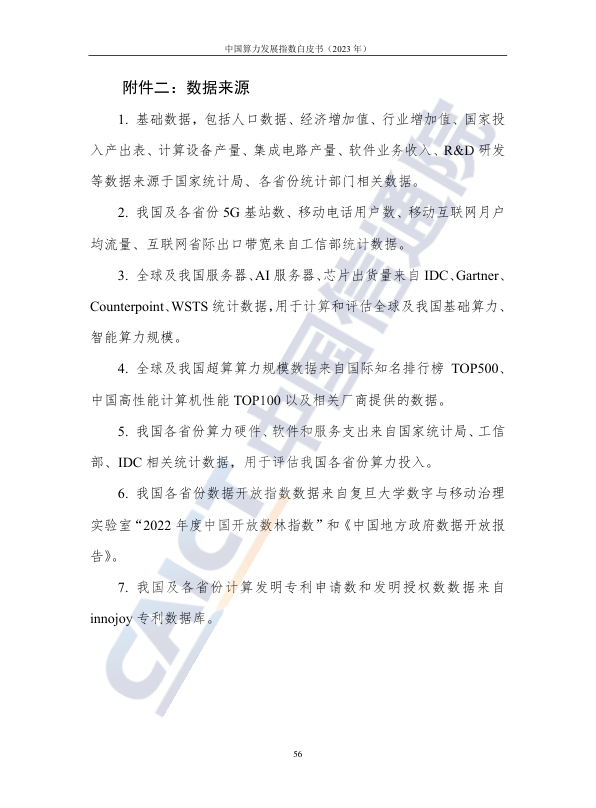 中国算力发展指数白皮书（2023 年）
附件二：数据来源
1. 基础数据，包括人口数据、经济增加值、行业增加值、国家投
入产出表、计算设备产量、集成电路产量、软件业务收入、R&D 研发
等数据来源于国家统计局、各省份统计部门相关数据。
2. 我国及各省份 5G 基站数、移动电话用户数、移动互联网月户
均流量、互联网省际出口带宽来自工信部统计数据。
3. 全球及我国服务器、AI 服务器、芯片出货量来自 IDC、Gartner、
Counterpoint、WSTS 统计数据，用于计算和评估全球及我国基础算力、
智能算力规模。
4. 全球及我国超算算力规模数据来自国际知名排行榜 TOP500、
中国高性能计算机性能 TOP100 以及相关厂商提供的数据。
5. 我国各省份算力硬件、软件和服务支出来自国家统计局、工信
部、IDC 相关统计数据，用于评估我国各省份算力投入。
6. 我国各省份数据开放指数数据来自复旦大学数字与移动治理
实验室“2022 年度中国开放数林指数”和《中国地方政府数据开放报
告》。
7. 我国及各省份计算发明专利申请数和发明授权数数据来自
innojoy 专利数据库。
CAICT 中国信通院
56